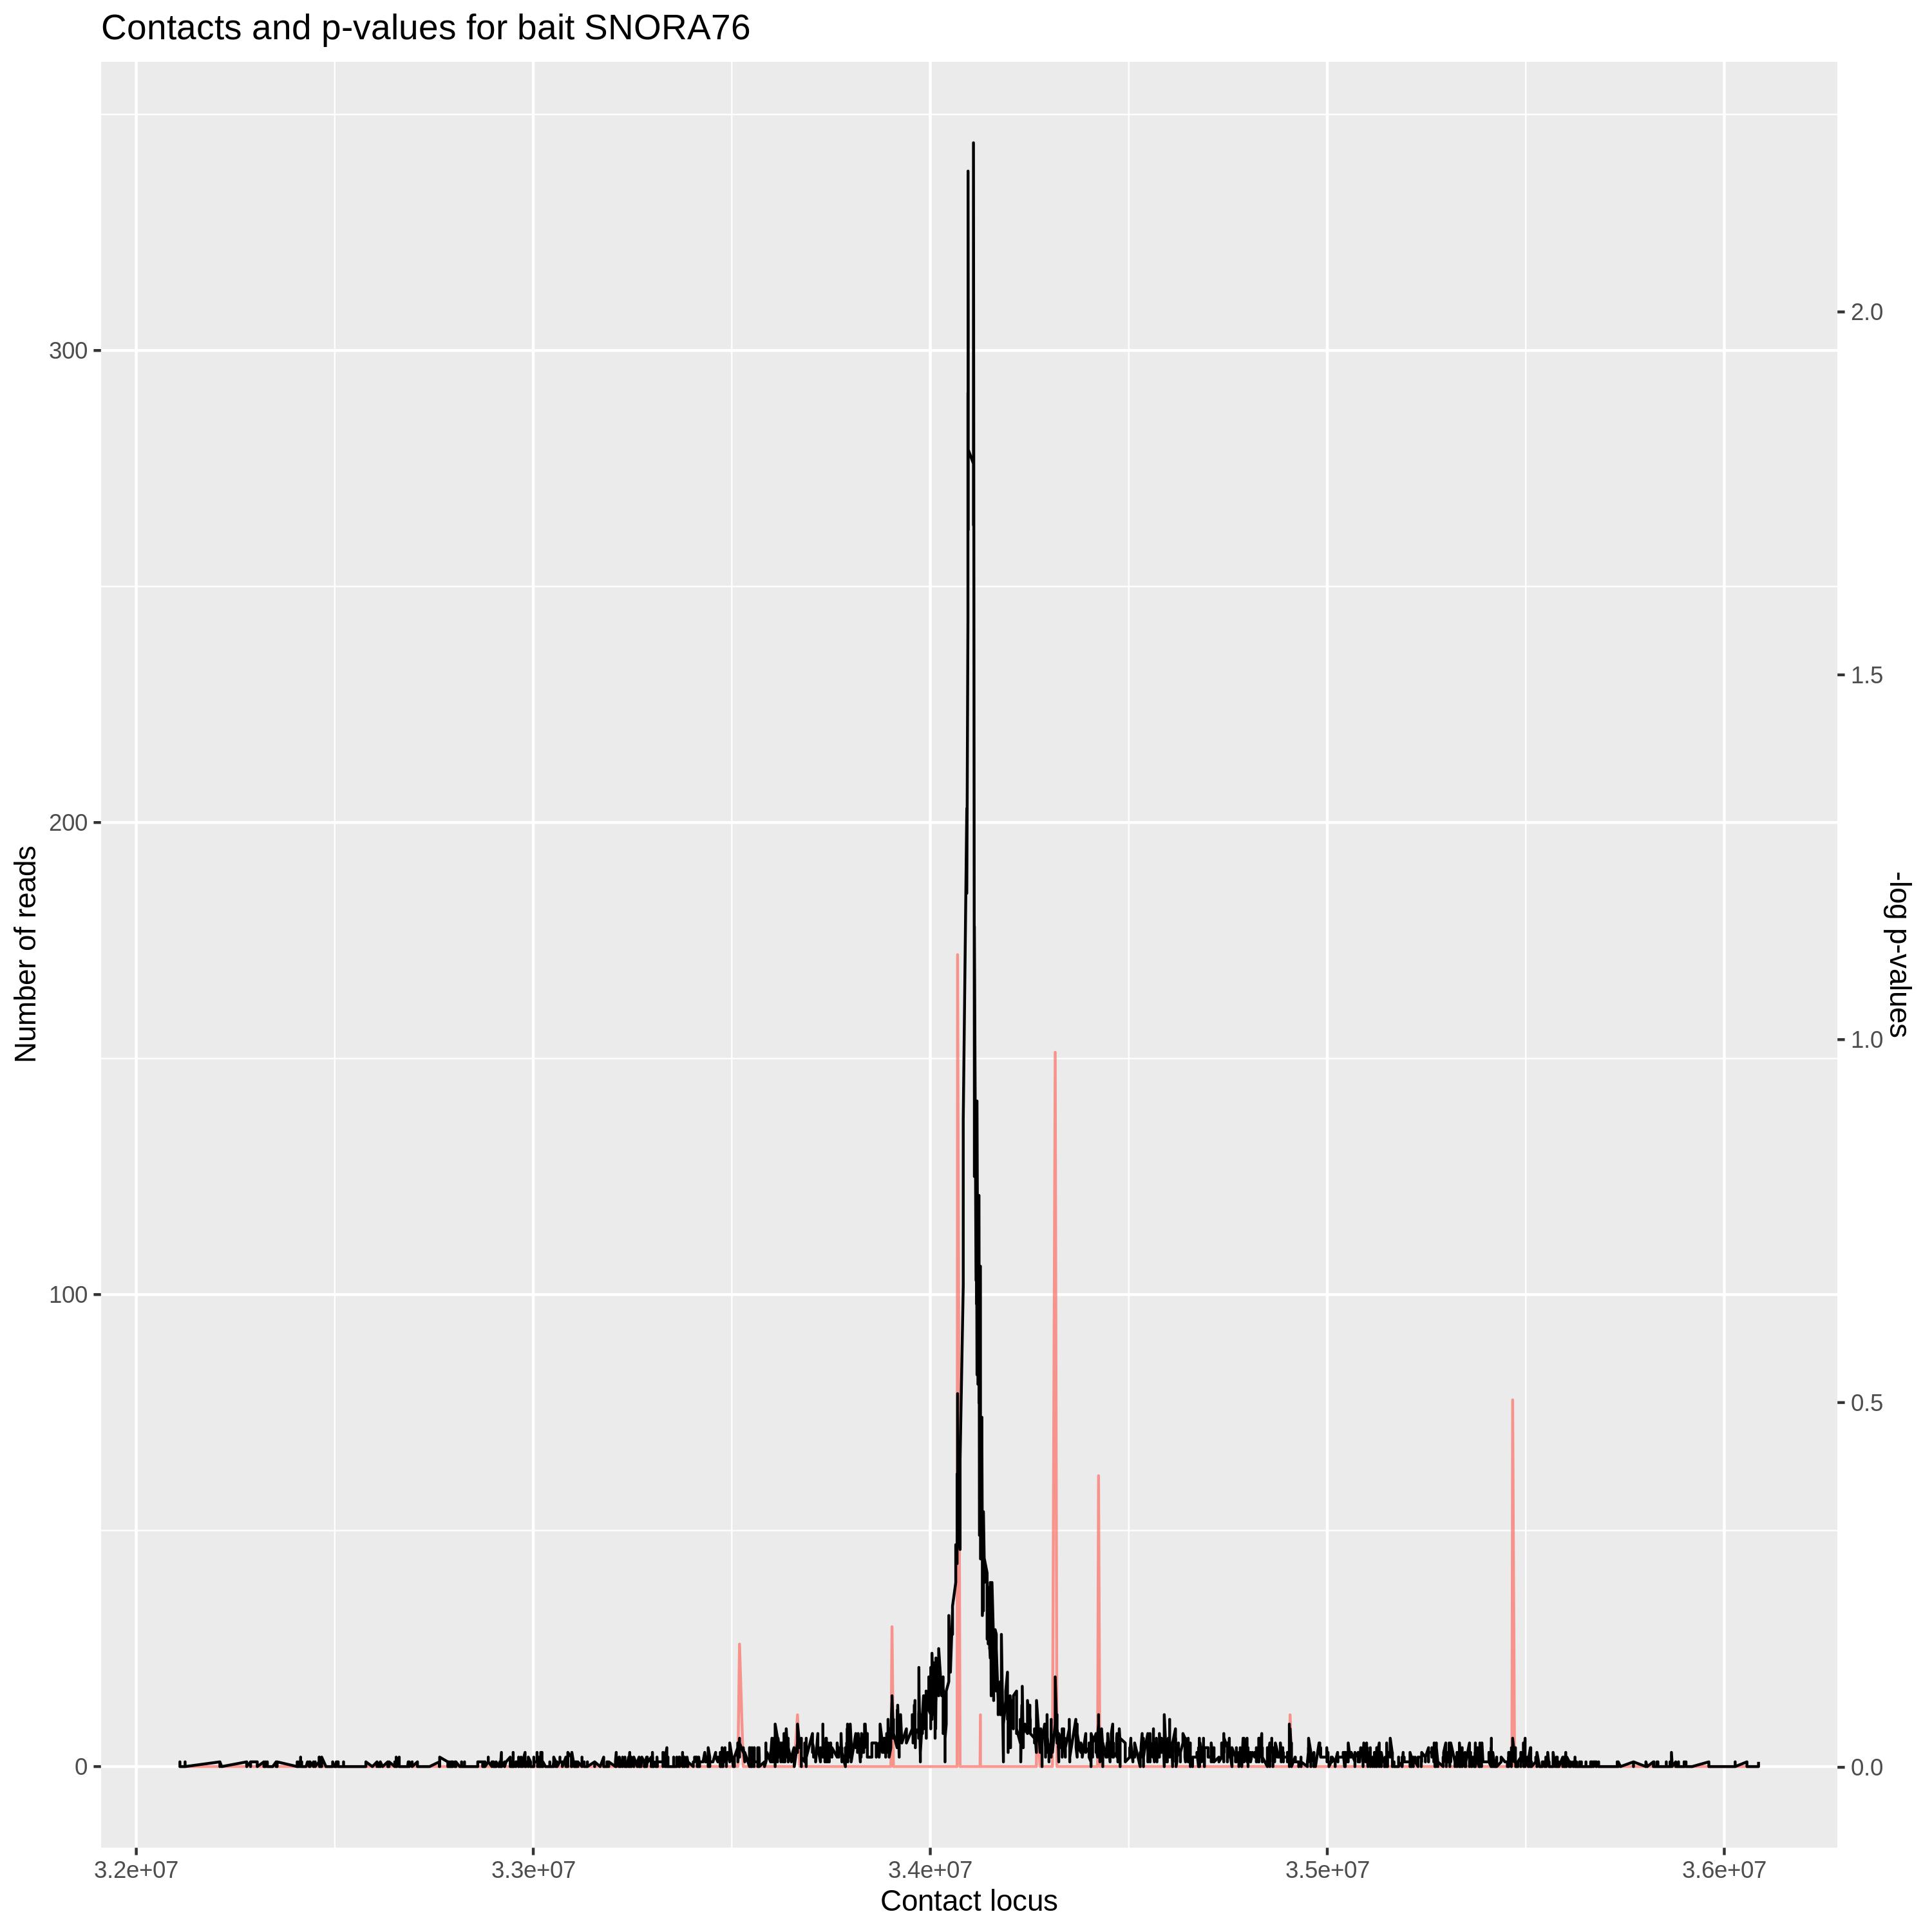 Contacts and p-values for bait SNORA76
Number of reads
300
200
100
0
2.0
1.5
1.0
0.5
0.0
-log p-values
3.2e+07
3.3e+07
3.4e+07
3.5e+07
3.6e+07
Contact locus